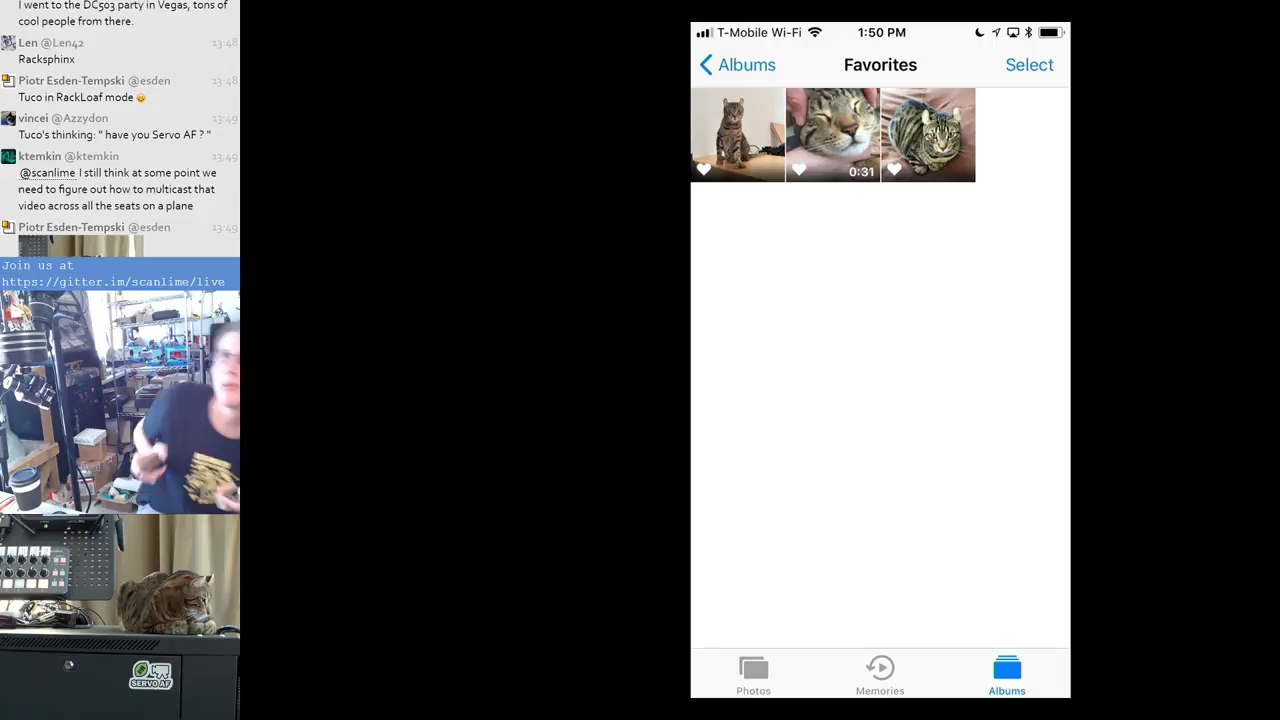 I went to the DC503 party in Vegas, tons of
cool people from there.
Len @Len42 13:48
Racksphinx
Piotr Esden-Tempski @esden 13:48
Tuco in RackLoaf mode
vincei @Azzydon 13:49
Tuco's thinking: " have you Servo AF ? "
ktemkin @ktemkin 13:49
@scanlime I still think at some point we
need to figure out how to multicast that
video across all the seats on a plane
Piotr Esden-Tempski @esden 13:49
Join us at
https://gitter.im/scanlime/live
SERVO AF
T-Mobile Wi-Fi 1:50 PM
Albums Favorites Select
0:31
Photos Memories Albums